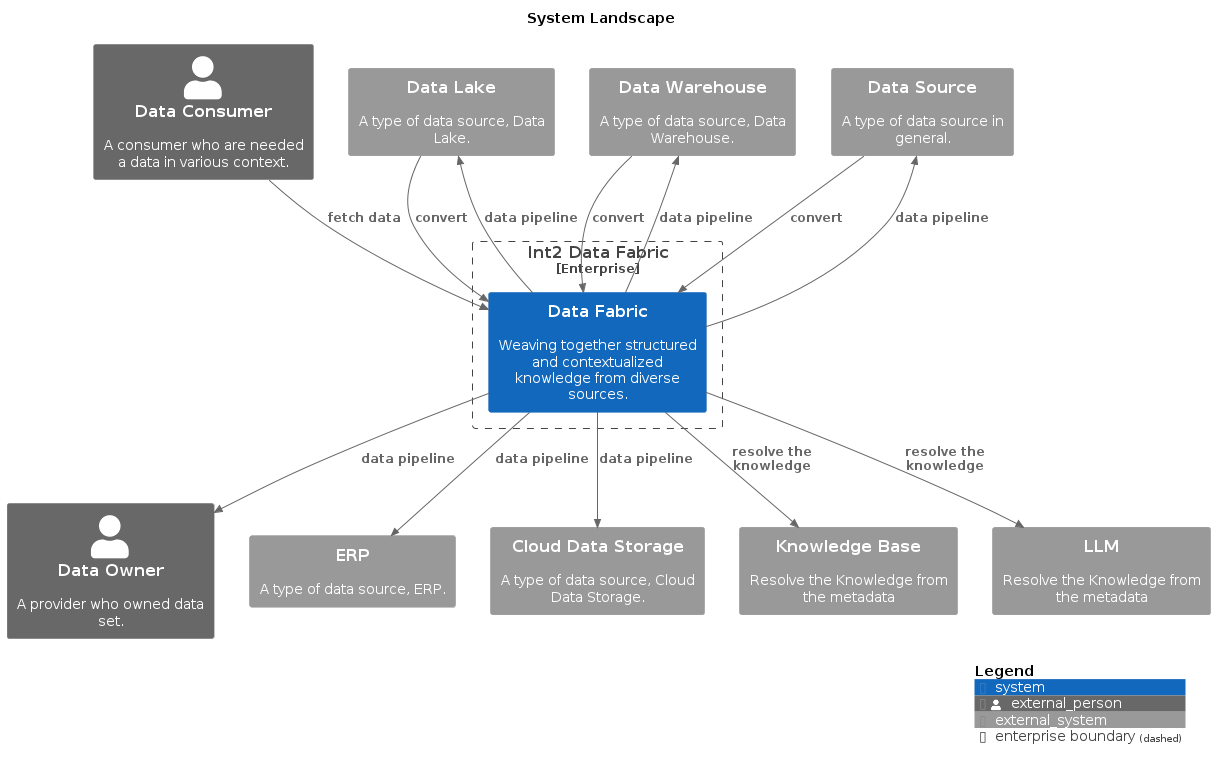 System Landscape
Data Consumer
A consumer who are needed
a data in various context.
Data Lake
A type of data source, Data
Lake.
Data Warehouse
A type of data source, Data
Warehouse.
Data Source
A type of data source in
general.
fetch data
convert
data pipeline
convert
data pipeline
convert
data pipeline
Int2 Data Fabric
[Enterprise]
Data Fabric
Weaving together structured
and contextualized
knowledge from diverse
sources.
data pipeline
data pipeline
data pipeline
resolve the
knowledge
resolve the
knowledge
Data Owner
A provider who owned data
set.
ERP
A type of data source, ERP.
Cloud Data Storage
A type of data source, Cloud
Data Storage.
Knowledge Base
Resolve the Knowledge from
the metadata
LLM
Resolve the Knowledge from
the metadata
Legend
system
external_person
external_system
enterprise boundary (dashed)